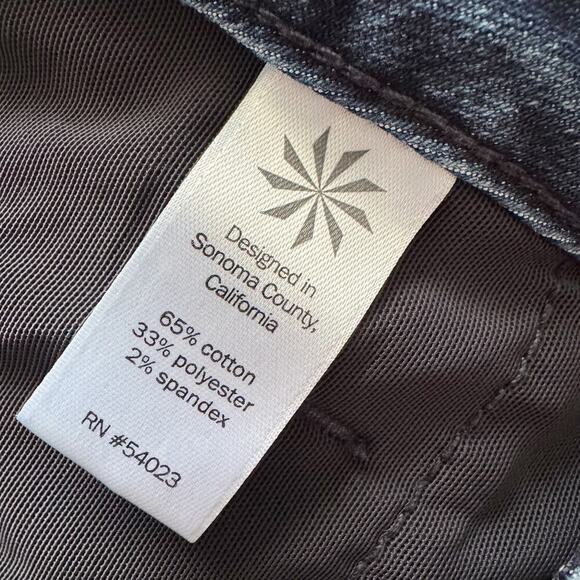 Designed in
Sonoma County,
California
65% cotton
33% polyester
2% spandex
RN #54023